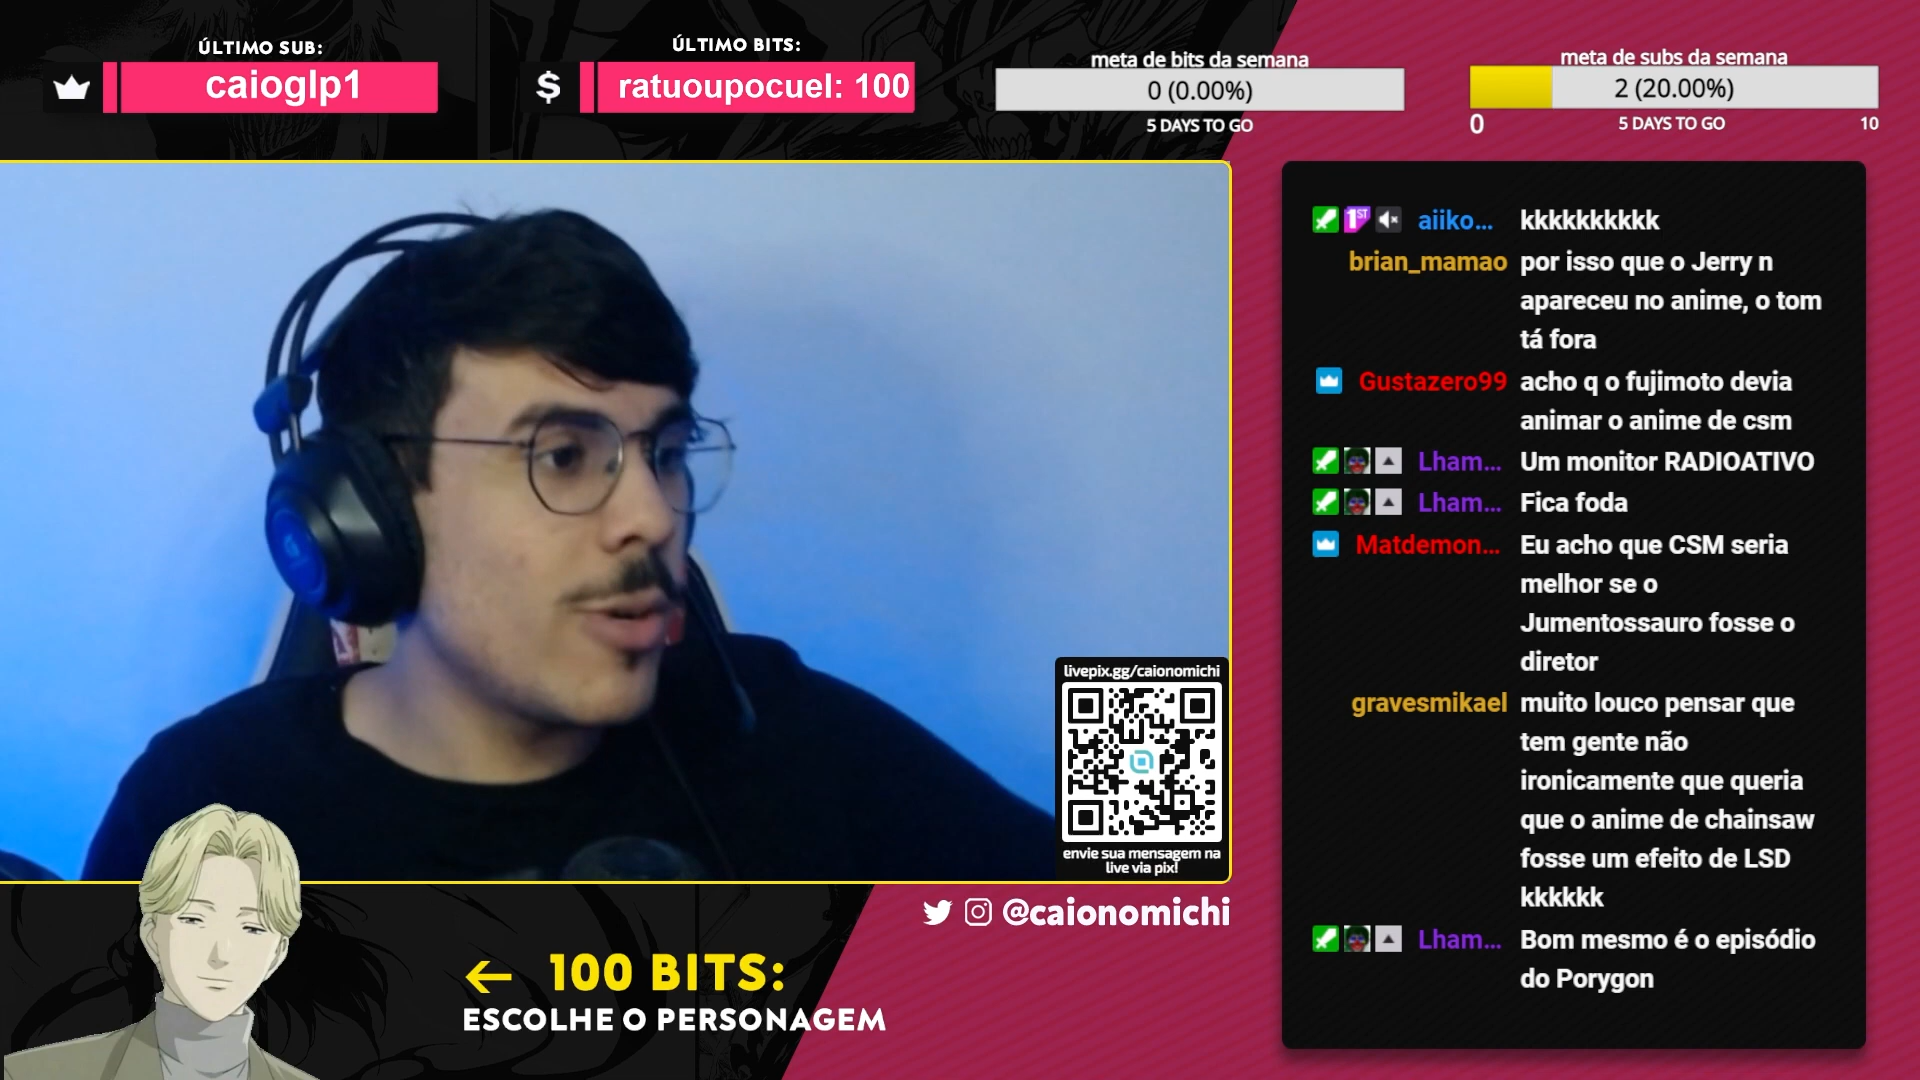 ÚLTIMO SUB:
caioglp1
ÚLTIMO BITS:
$
ratuoupocuel: 100
meta de bits da semana
0 (0.00%)
5 DAYS TO GO
meta de subs da semana
2 (20.00%)
0
5 DAYS TO GO
10
1ST
aiiko... kkkkkkkkkk
brian_mamao por isso que o Jerry n
apareceu no anime, o tom
tá fora
Gustazero99 acho q o fujimoto devia
animar o anime de csm
Lham... Um monitor RADIOATIVO
Lham... Fica foda
Matdemon... Eu acho que CSM seria
melhor se o
Jumentossauro fosse o
diretor
gravesmikael muito louco pensar que
tem gente não
ironicamente que queria
que o anime de chainsaw
fosse um efeito de LSD
kkkkkk
Lham... Bom mesmo é o episódio
do Porygon
livepix.gg/caionomichi
envie sua mensagem na
live via pix!
@caionomichi
← 100 BITS:
ESCOLHE O PERSONAGEM